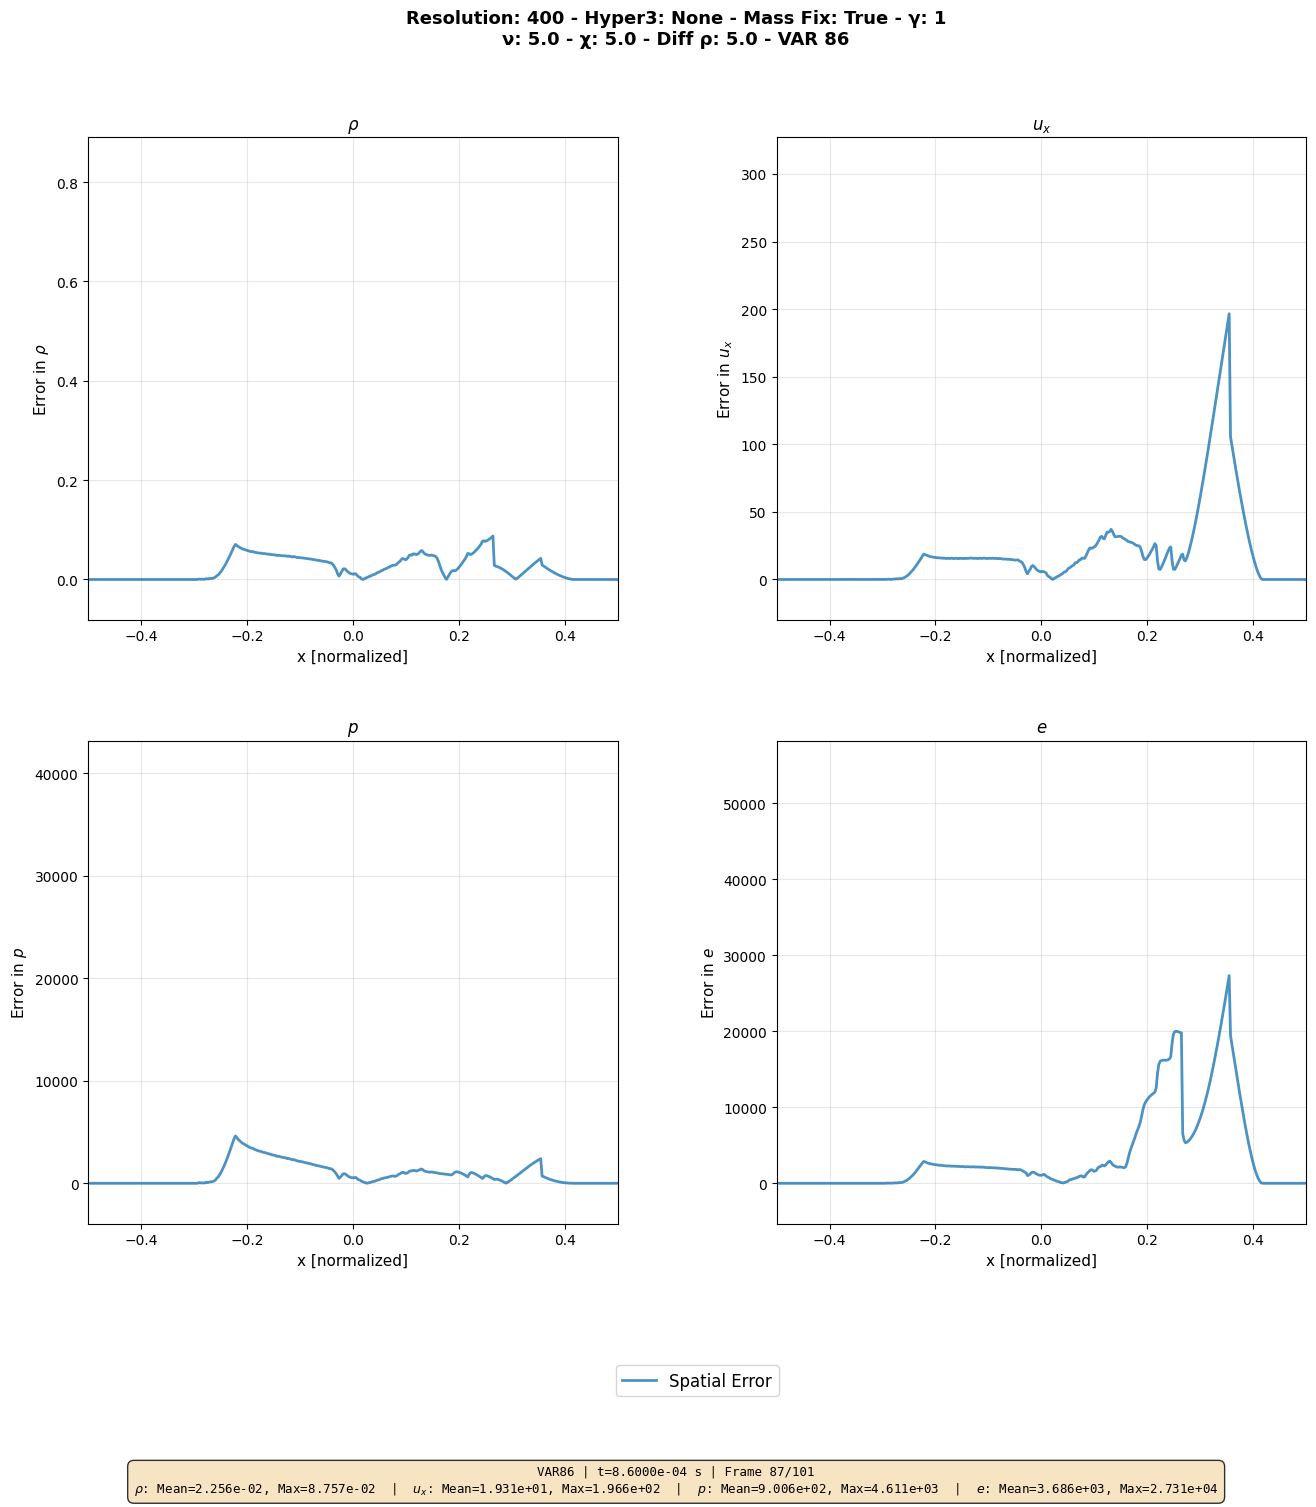 Resolution: 400 - Hyper3: None - Mass Fix: True - γ: 1
ν: 5.0 - χ: 5.0 - Diff ρ: 5.0 - VAR 86
ρ
0.8
0.6
0.4
0.2
0.0
Error in ρ
−0.4 −0.2 0.0 0.2 0.4
x [normalized]
u_x
300
250
200
150
100
50
0
Error in u_x
−0.4 −0.2 0.0 0.2 0.4
x [normalized]
p
40000
30000
20000
10000
0
Error in p
−0.4 −0.2 0.0 0.2 0.4
x [normalized]
e
50000
40000
30000
20000
10000
0
Error in e
−0.4 −0.2 0.0 0.2 0.4
x [normalized]
Spatial Error
VAR86 | t=8.6000e-04 s | Frame 87/101
ρ: Mean=2.256e-02, Max=8.757e-02 | u_x: Mean=1.931e+01, Max=1.966e+02 | p: Mean=9.006e+02, Max=4.611e+03 | e: Mean=3.686e+03, Max=2.731e+04